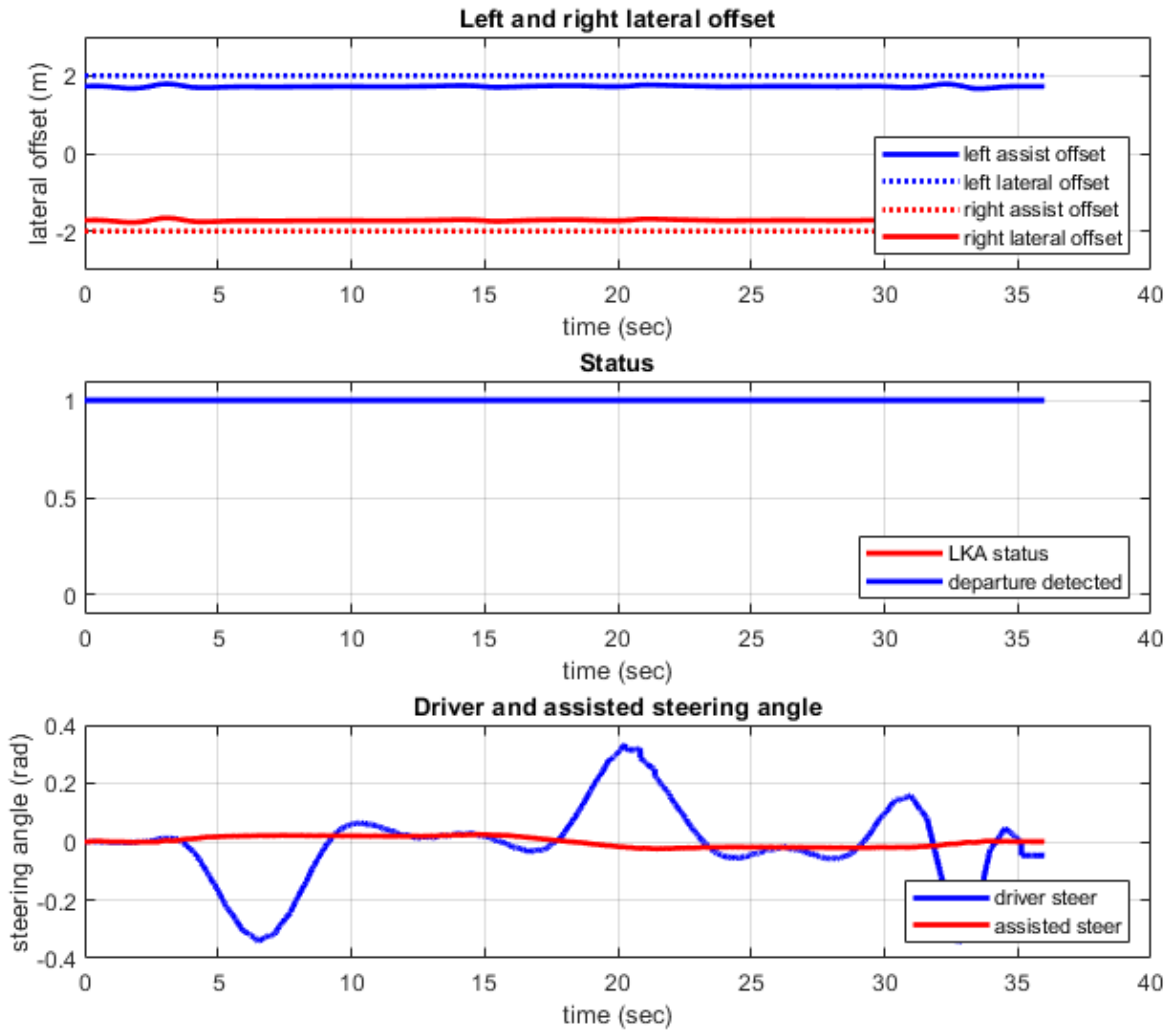 Left and right lateral offset
lateral offset (m)
2
0
-2
left assist offset
left lateral offset
right assist offset
right lateral offset
0 5 10 15 20 25 30 35 40
time (sec)
Status
1
0.5
0
LKA status
departure detected
0 5 10 15 20 25 30 35 40
time (sec)
Driver and assisted steering angle
steering angle (rad)
0.4
0.2
0
-0.2
-0.4
driver steer
assisted steer
0 5 10 15 20 25 30 35 40
time (sec)